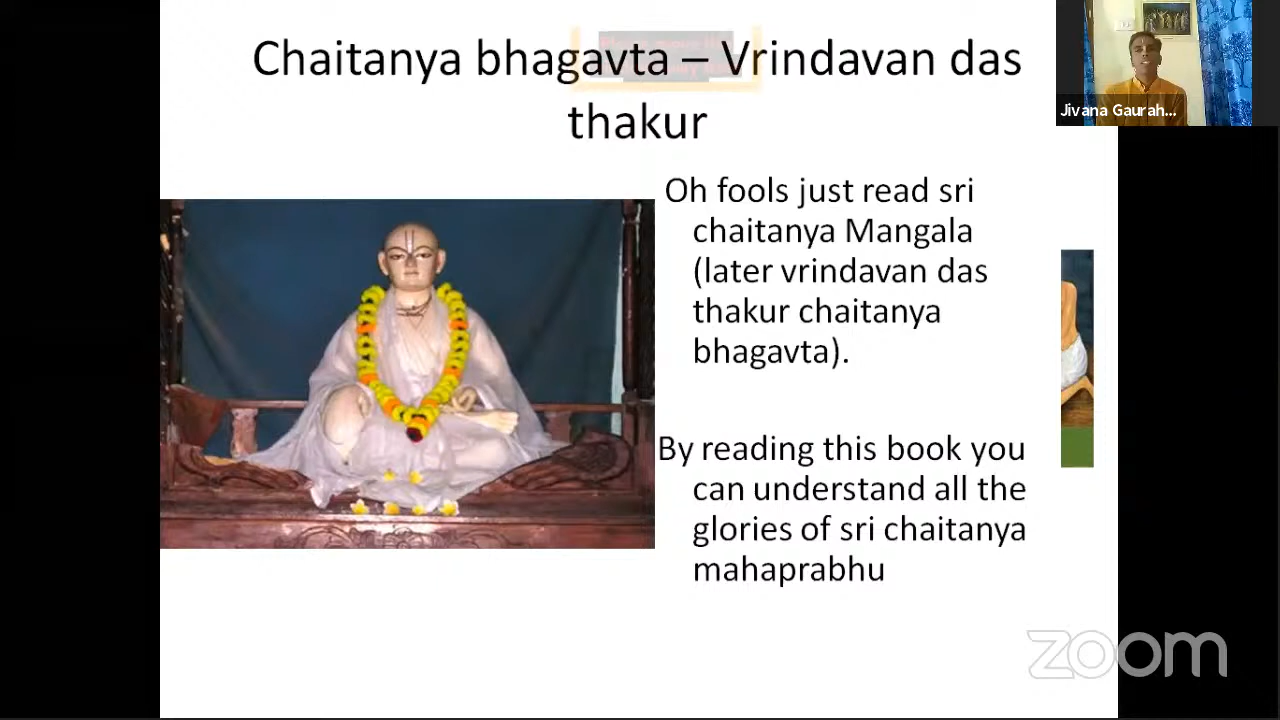 Chaitanya bhagavta – Vrindavan das
thakur
Jivana Gaurah...
Oh fools just read sri
chaitanya Mangala
(later vrindavan das
thakur chaitanya
bhagavta).
By reading this book you
can understand all the
glories of sri chaitanya
mahaprabhu
zoom